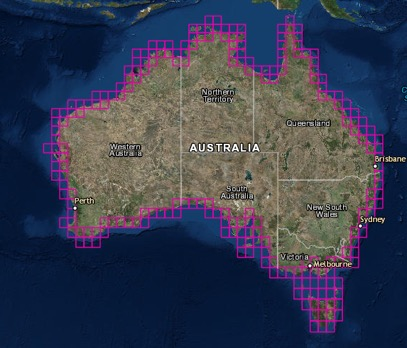 Northern
Territory
Queensland
AUSTRALIA
Western
Australia
Brisbane
South
Australia
Perth
New South
Wales
Sydney
Victoria
Melbourne